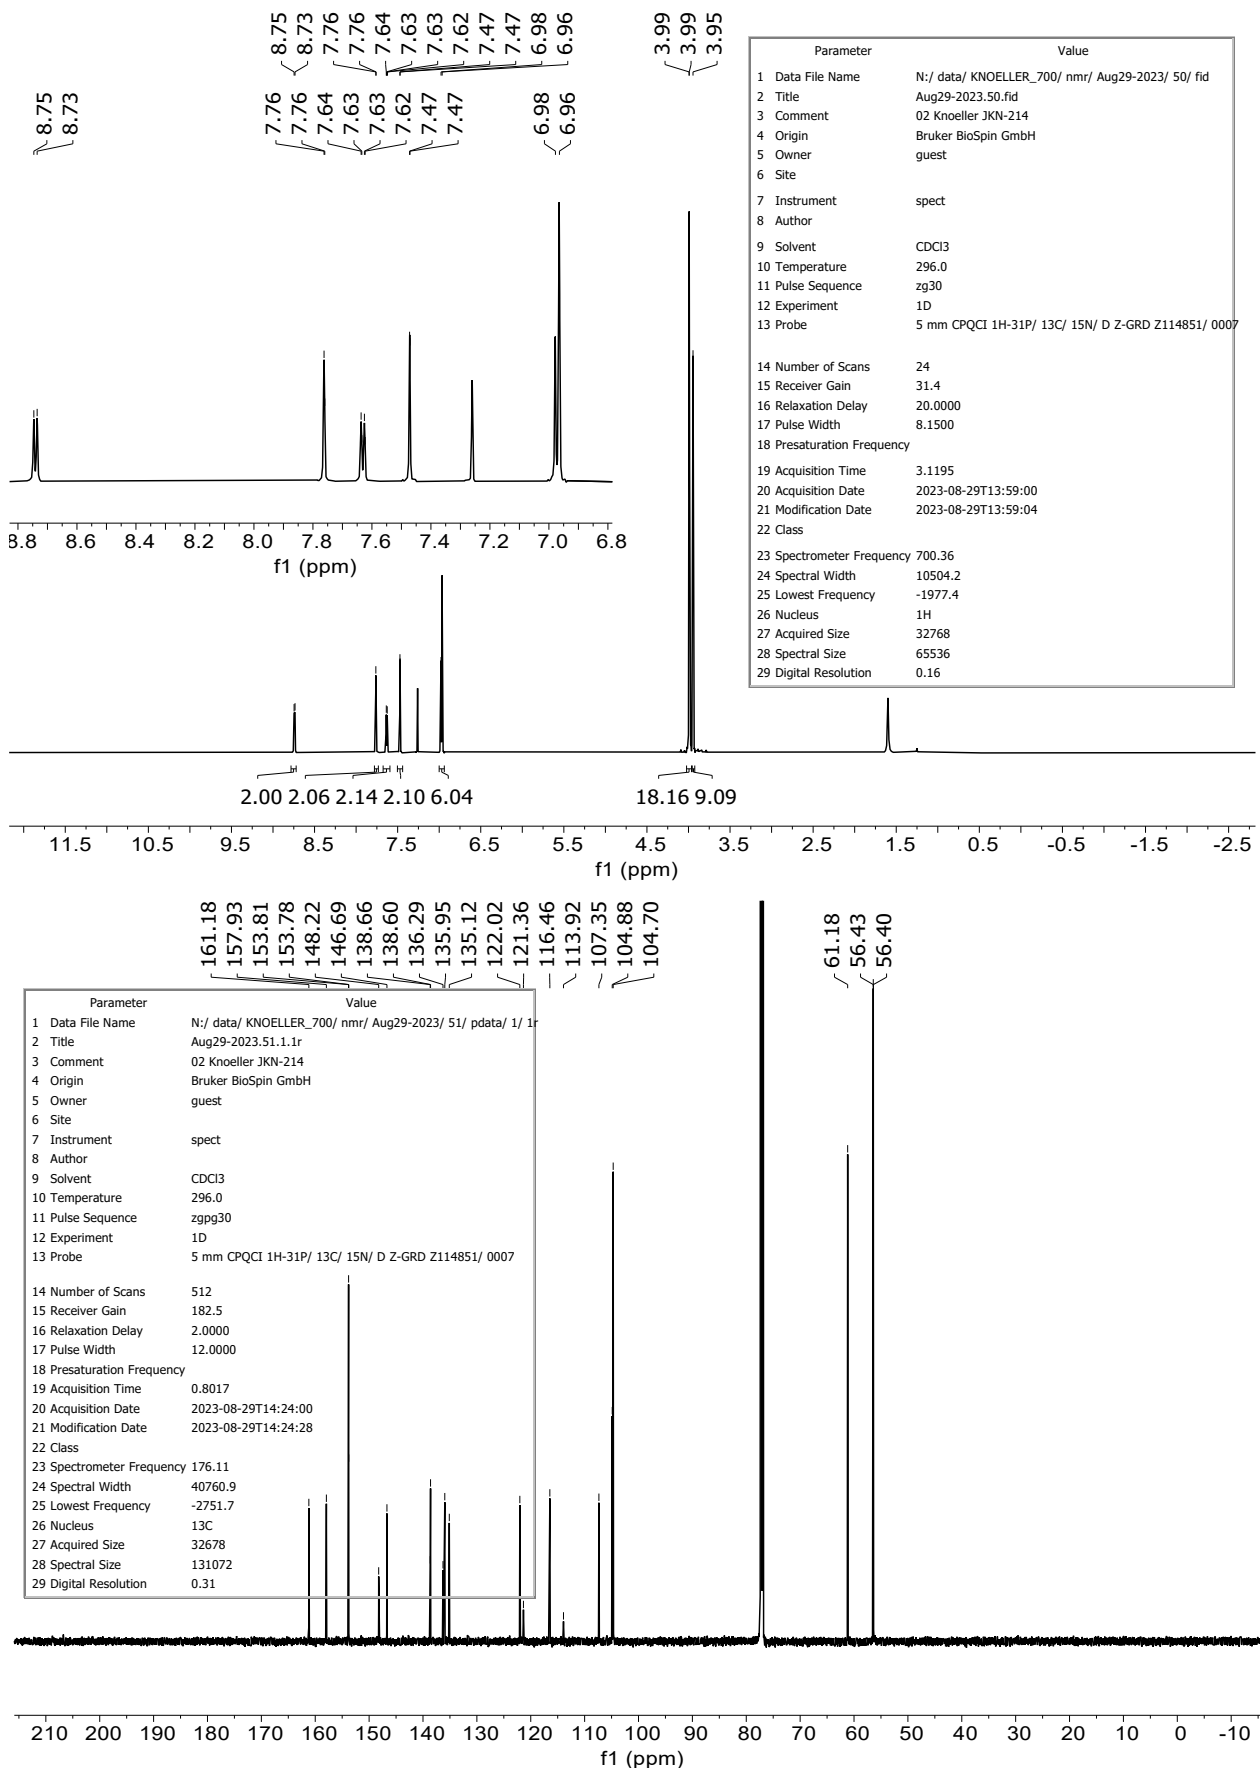 8.75 8.73 7.76 7.76 7.64 7.63 7.63 7.62 7.47 7.47 6.98 6.96 3.99 3.99 3.95
8.75 8.73 7.76 7.76 7.64 7.63 7.63 7.62 7.47 7.47 6.98 6.96
8.8 8.6 8.4 8.2 8.0 7.8 7.6 7.4 7.2 7.0 6.8
f1 (ppm)
Parameter Value
1 Data File Name N:/ data/ KNOELLER_700/ nmr/ Aug29-2023/ 50/ fid
2 Title Aug29-2023.50.fid
3 Comment 02 Knoeller JKN-214
4 Origin Bruker BioSpin GmbH
5 Owner guest
6 Site
7 Instrument spect
8 Author
9 Solvent CDCl3
10 Temperature 296.0
11 Pulse Sequence zg30
12 Experiment 1D
13 Probe 5 mm CPQCI 1H-31P/ 13C/ 15N/ D Z-GRD Z114851/ 0007
14 Number of Scans 24
15 Receiver Gain 31.4
16 Relaxation Delay 20.0000
17 Pulse Width 8.1500
18 Presaturation Frequency
19 Acquisition Time 3.1195
20 Acquisition Date 2023-08-29T13:59:00
21 Modification Date 2023-08-29T13:59:04
22 Class
23 Spectrometer Frequency 700.36
24 Spectral Width 10504.2
25 Lowest Frequency -1977.4
26 Nucleus 1H
27 Acquired Size 32768
28 Spectral Size 65536
29 Digital Resolution 0.16
2.00 2.06 2.14 2.10 6.04 18.16 9.09
11.5 10.5 9.5 8.5 7.5 6.5 5.5 4.5 3.5 2.5 1.5 0.5 -0.5 -1.5 -2.5
f1 (ppm)
161.18 157.93 153.81 153.78 148.22 146.69 138.66 138.60 136.29 135.95 135.12 122.02 121.36 116.46 113.92 107.35 104.88 104.70 61.18 56.43 56.40
Parameter Value
1 Data File Name N:/ data/ KNOELLER_700/ nmr/ Aug29-2023/ 51/ pdata/ 1/ 1r
2 Title Aug29-2023.51.1.1r
3 Comment 02 Knoeller JKN-214
4 Origin Bruker BioSpin GmbH
5 Owner guest
6 Site
7 Instrument spect
8 Author
9 Solvent CDCl3
10 Temperature 296.0
11 Pulse Sequence zgpg30
12 Experiment 1D
13 Probe 5 mm CPQCI 1H-31P/ 13C/ 15N/ D Z-GRD Z114851/ 0007
14 Number of Scans 512
15 Receiver Gain 182.5
16 Relaxation Delay 2.0000
17 Pulse Width 12.0000
18 Presaturation Frequency
19 Acquisition Time 0.8017
20 Acquisition Date 2023-08-29T14:24:00
21 Modification Date 2023-08-29T14:24:28
22 Class
23 Spectrometer Frequency 176.11
24 Spectral Width 40760.9
25 Lowest Frequency -2751.7
26 Nucleus 13C
27 Acquired Size 32678
28 Spectral Size 131072
29 Digital Resolution 0.31
210 200 190 180 170 160 150 140 130 120 110 100 90 80 70 60 50 40 30 20 10 0 -10
f1 (ppm)